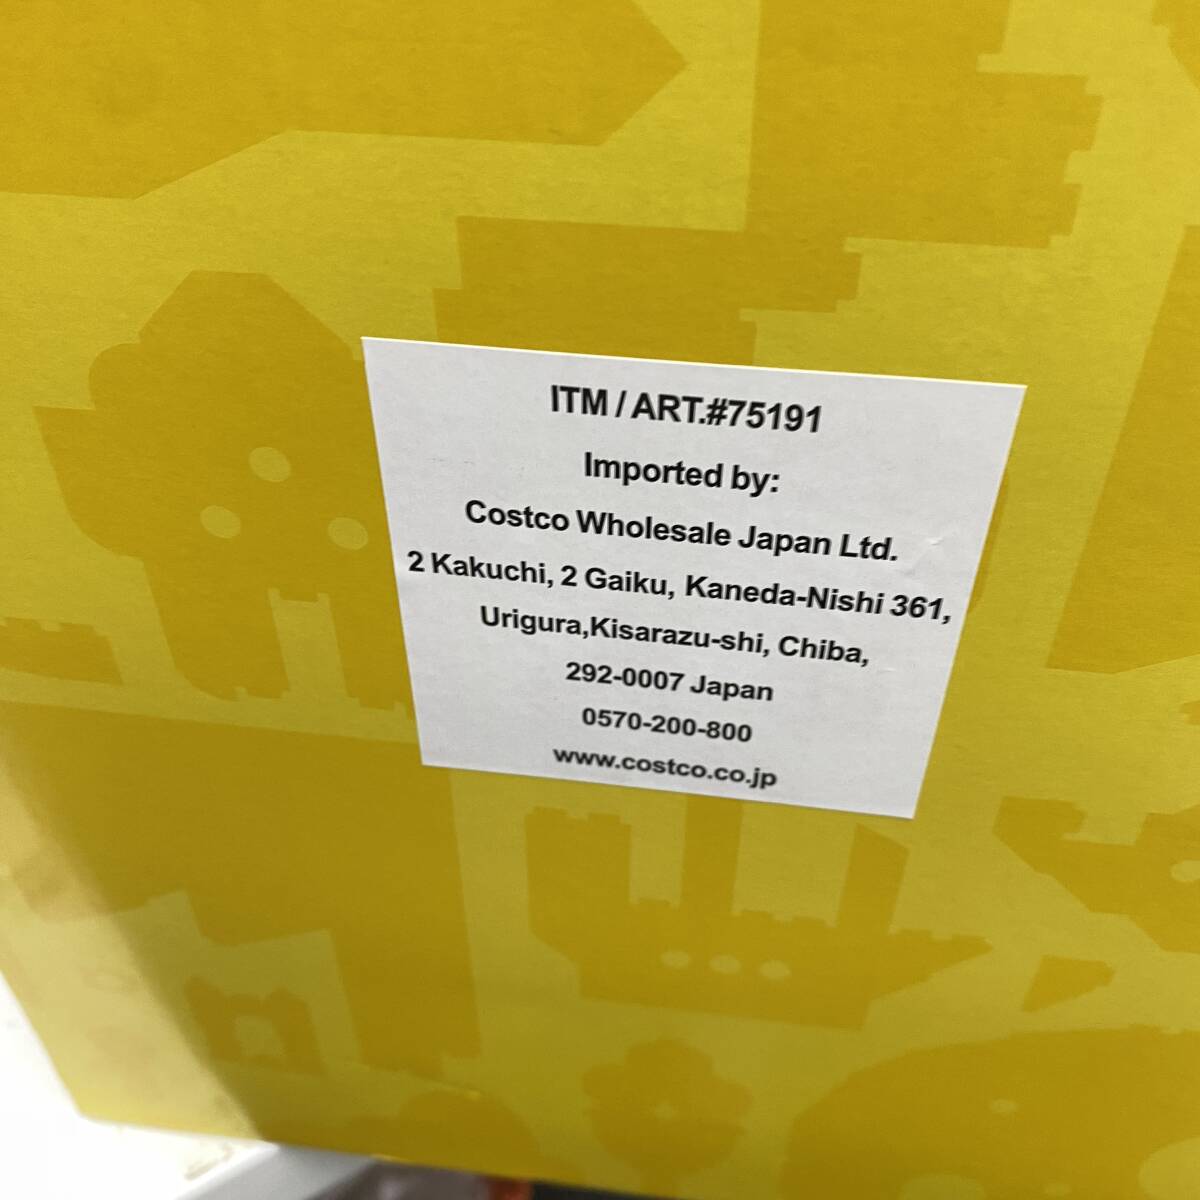 ITM / ART.#75191
Imported by:
Costco Wholesale Japan Ltd.
2 Kakuchi, 2 Gaiku, Kaneda-Nishi 361,
Urigura,Kisarazu-shi, Chiba,
292-0007 Japan
0570-200-800
www.costco.co.jp